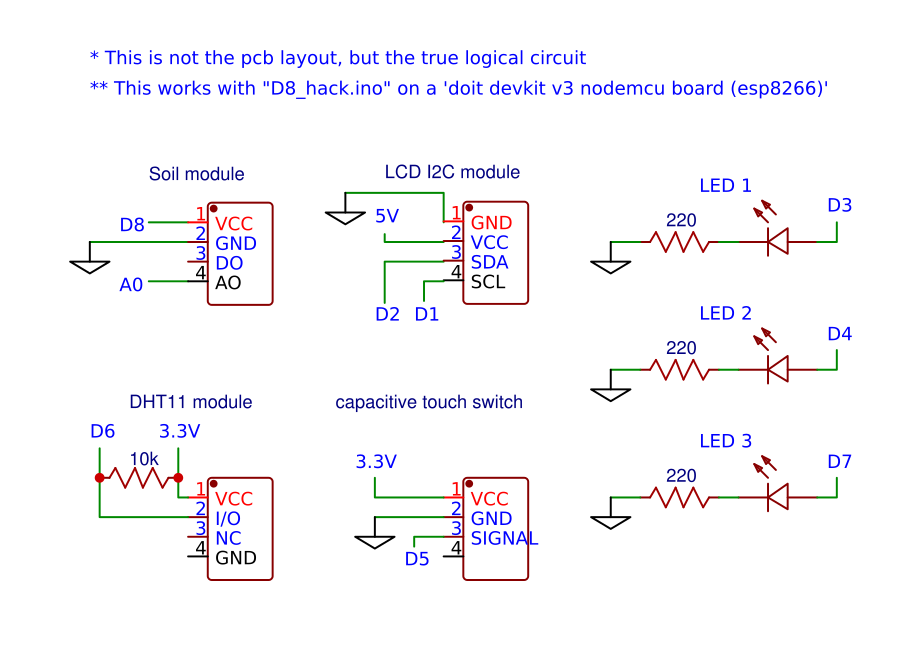 * This is not the pcb layout, but the true logical circuit
** This works with "D8_hack.ino" on a 'doit devkit v3 nodemcu board (esp8266)'
Soil module
D8
A0
1 VCC
2 GND
3 DO
4 AO
LCD I2C module
5V
D2 D1
1 GND
2 VCC
3 SDA
4 SCL
LED 1
220
D3
LED 2
220
D4
LED 3
220
D7
DHT11 module
D6 3.3V
10k
1 VCC
2 I/O
3 NC
4 GND
capacitive touch switch
3.3V
D5
1 VCC
2 GND
3 SIGNAL
4